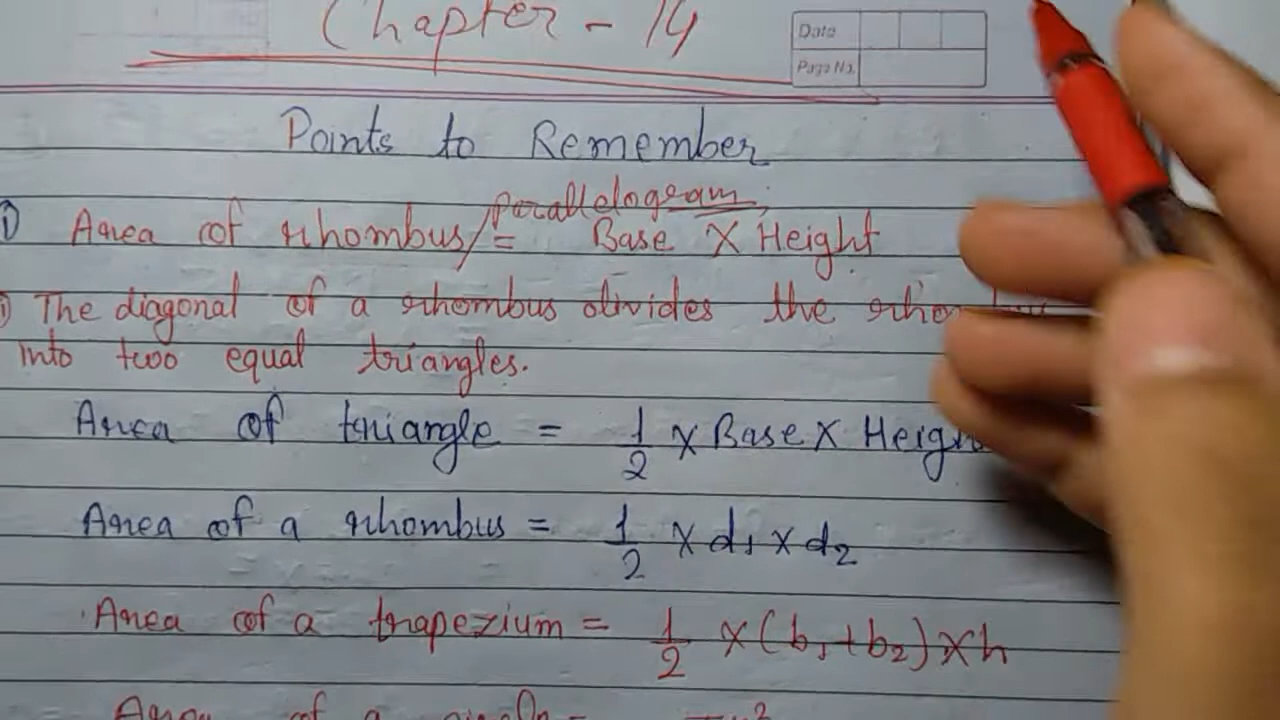 Chapter - 14
Date
Page No.
Points to Remember
parallelogram,
i) Area of rhombus/ = Base X Height
The diagonal of a rhombus divides the
into two equal triangles.
Area of triangle = 1/2 X Base X
Area of a rhombus = 1/2 X d1 X d2
Area of a trapezium = 1/2 X (b1 + b2) X h
Area of a